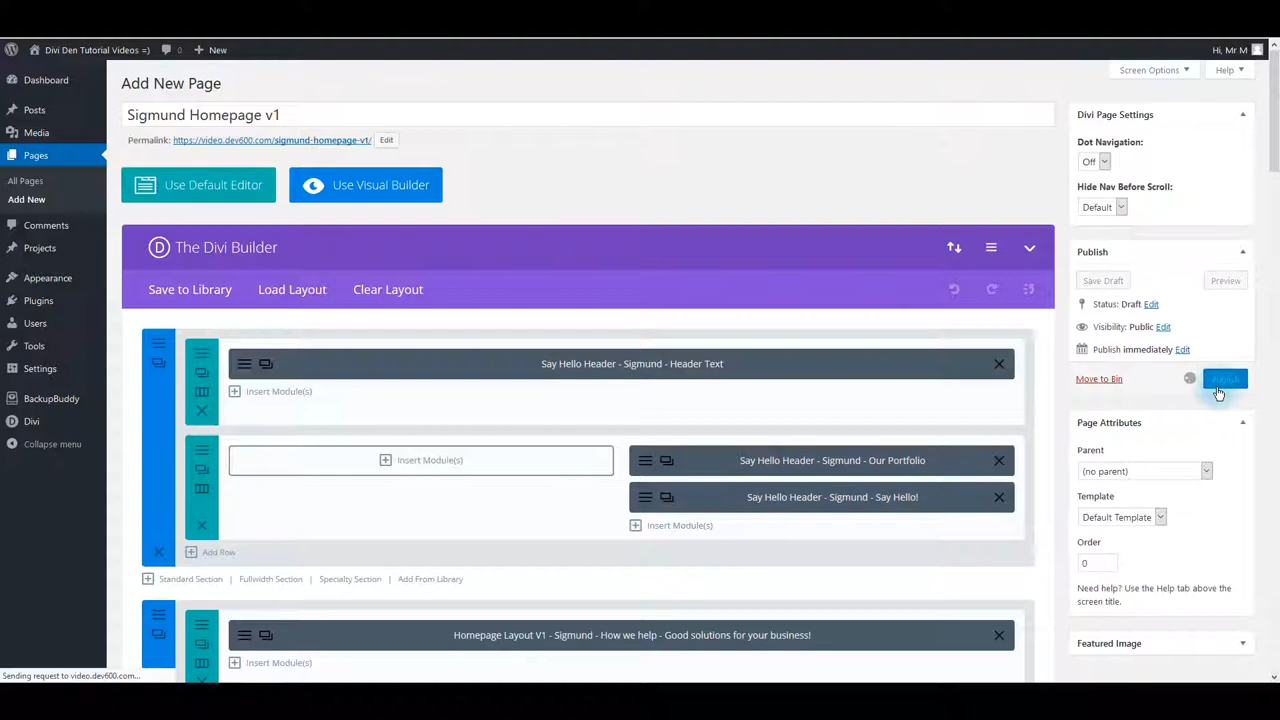 Divi Den Tutorial Videos =)
0
New
Hi, Mr M
Dashboard
Posts
Media
Pages
All Pages
Add New
Comments
Projects
Appearance
Plugins
Users
Tools
Settings
BackupBuddy
Divi
Collapse menu
Screen Options
Help
Add New Page
Sigmund Homepage v1
Permalink: https://video.dev600.com/sigmund-homepage-v1/ Edit
Use Default Editor
Use Visual Builder
The Divi Builder
Save to Library
Load Layout
Clear Layout
Say Hello Header - Sigmund - Header Text
Insert Module(s)
Insert Module(s)
Say Hello Header - Sigmund - Our Portfolio
Say Hello Header - Sigmund - Say Hello!
Insert Module(s)
Add Row
Standard Section | Fullwidth Section | Specialty Section | Add From Library
Homepage Layout V1 - Sigmund - How we help - Good solutions for your business!
Insert Module(s)
Divi Page Settings
Dot Navigation:
Off
Hide Nav Before Scroll:
Default
Publish
Save Draft
Preview
Status: Draft Edit
Visibility: Public Edit
Publish immediately Edit
Move to Bin
Publish
Page Attributes
Parent
(no parent)
Template
Default Template
Order
0
Need help? Use the Help tab above the
screen title.
Featured Image
Sending request to video.dev600.com...